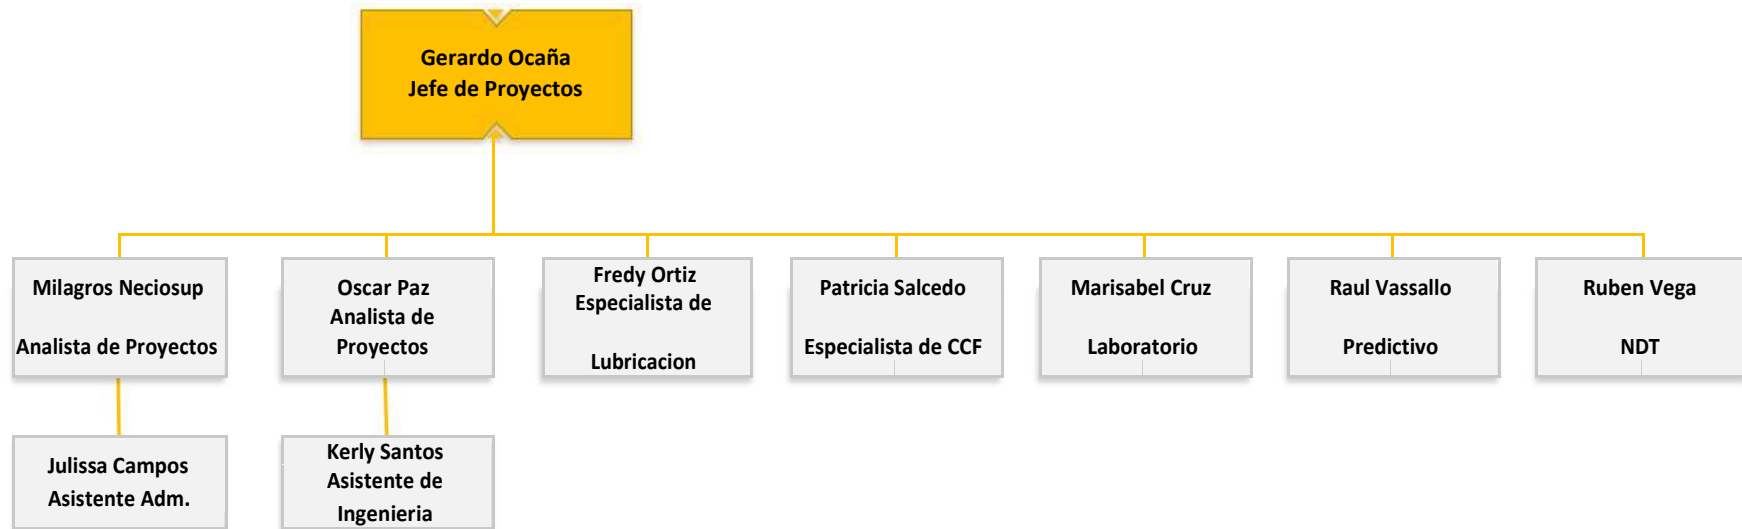 Gerardo Ocaña
Jefe de Proyectos
Milagros Neciosup
Analista de Proyectos
Oscar Paz
Analista de
Proyectos
Fredy Ortiz
Especialista de
Lubricacion
Patricia Salcedo
Especialista de CCF
Marisabel Cruz
Laboratorio
Raul Vassallo
Predictivo
Ruben Vega
NDT
Julissa Campos
Asistente Adm.
Kerly Santos
Asistente de
Ingenieria